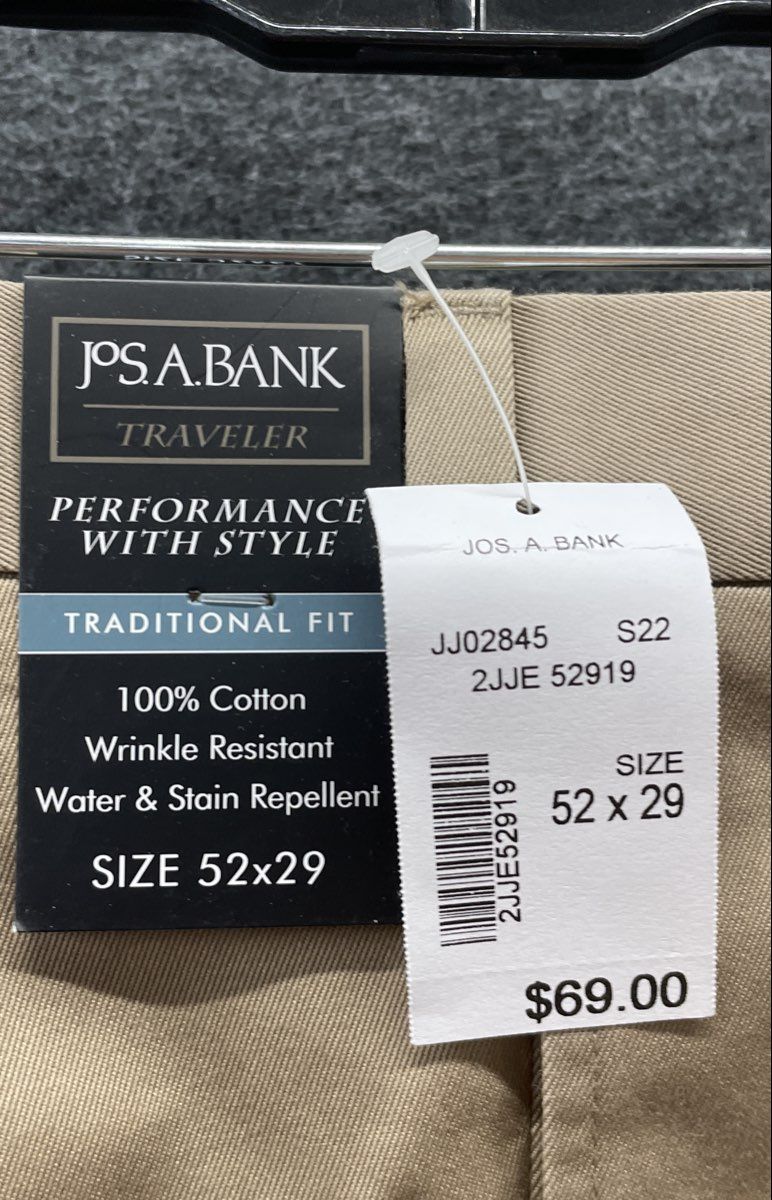 JOS. A. BANK
TRAVELER
PERFORMANCE
WITH STYLE
TRADITIONAL FIT
100% Cotton
Wrinkle Resistant
Water & Stain Repellent
SIZE 52x29
JOS. A. BANK
JJ02845 S22
2JJE 52919
SIZE
52 x 29
2JJE52919
$69.00